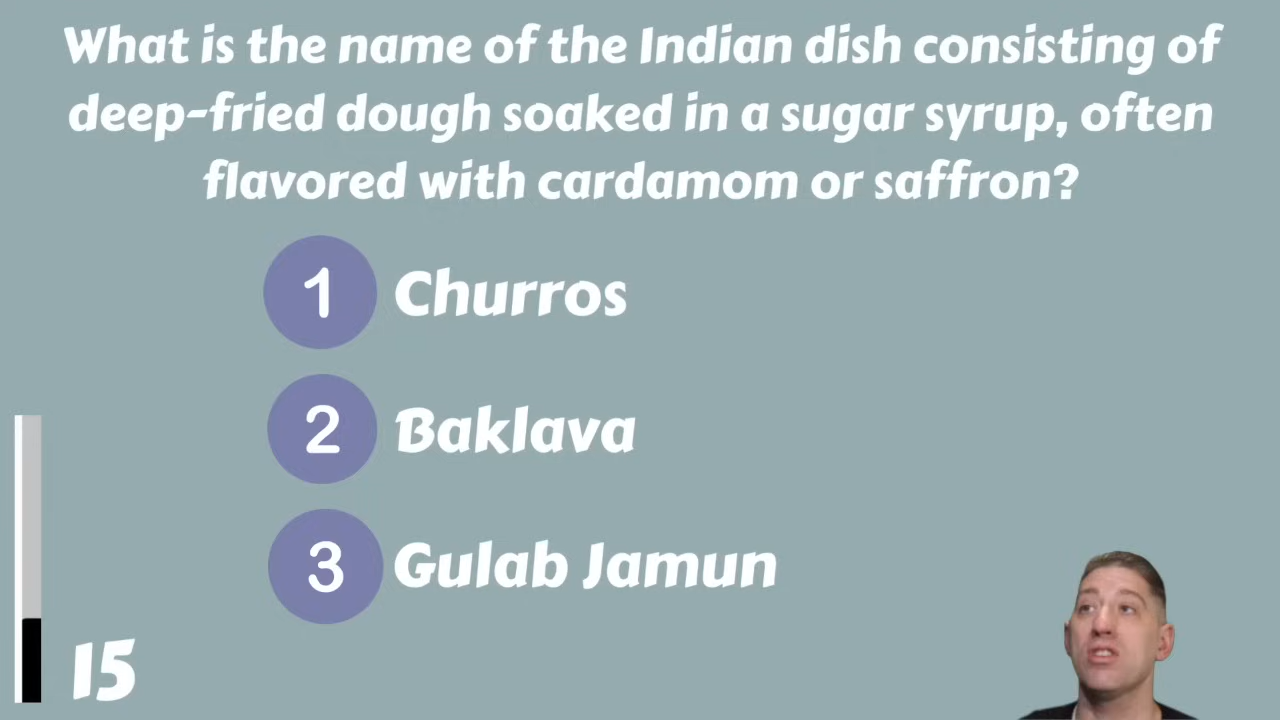 What is the name of the Indian dish consisting of
deep-fried dough soaked in a sugar syrup, often
flavored with cardamom or saffron?
1 Churros
2 Baklava
3 Gulab Jamun
15